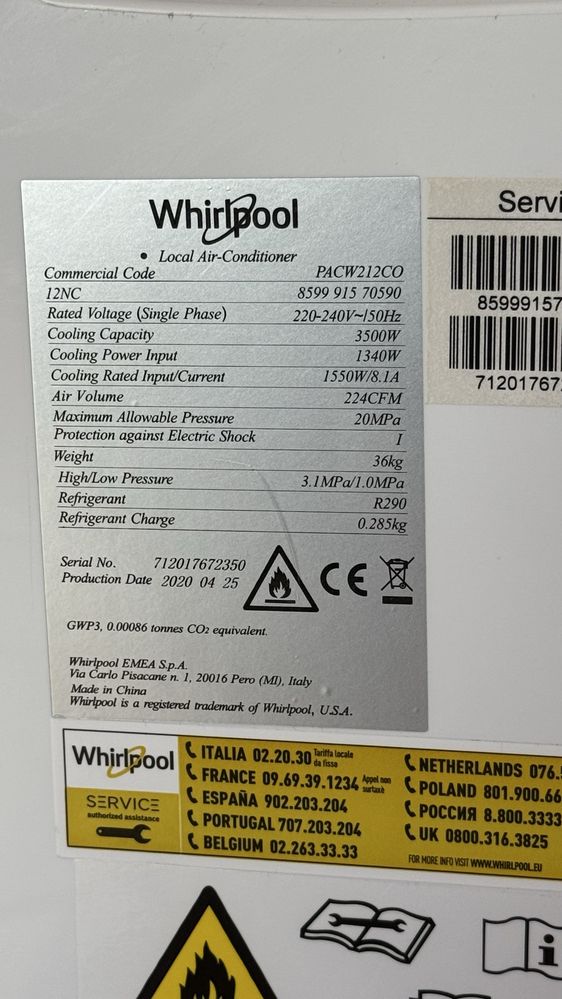 Whirlpool
• Local Air-Conditioner
Commercial Code PACW212CO
12NC 8599 915 70590
Rated Voltage (Single Phase) 220-240V~/50Hz
Cooling Capacity 3500W
Cooling Power Input 1340W
Cooling Rated Input/Current 1550W/8.1A
Air Volume 224CFM
Maximum Allowable Pressure 20MPa
Protection against Electric Shock I
Weight 36kg
High/Low Pressure 3.1MPa/1.0MPa
Refrigerant R290
Refrigerant Charge 0.285kg
Serial No. 712017672350
Production Date 2020 04 25
CE
GWP3, 0.00086 tonnes CO2 equivalent.
Whirlpool EMEA S.p.A.
Via Carlo Pisacane n. 1, 20016 Pero (MI), Italy
Made in China
Whirlpool is a registered trademark of Whirlpool, U.S.A.
Servi
85999157
71201767
Whirlpool
SERVICE
authorized assistance
ITALIA 02.20.30 Tariffa locale da fisso
FRANCE 09.69.39.1234 Appel non surtaxé
ESPAÑA 902.203.204
PORTUGAL 707.203.204
BELGIUM 02.263.33.33
NETHERLANDS 076.
POLAND 801.900.66
РОССИЯ 8.800.3333
UK 0800.316.3825
FOR MORE INFO VISIT WWW.WHIRLPOOL.EU